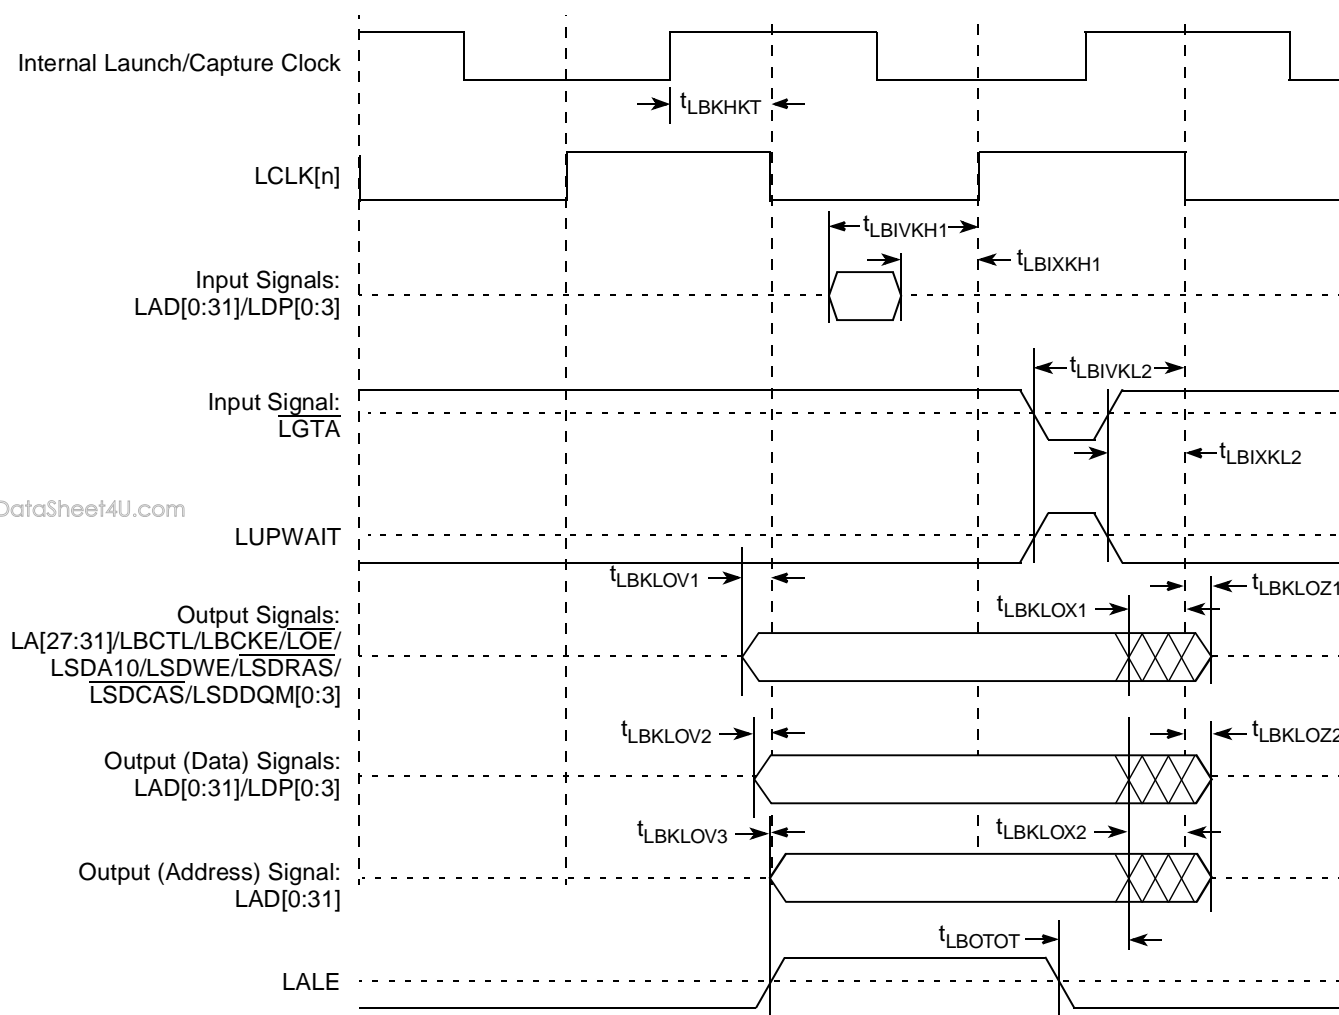 Internal Launch/Capture Clock
tLBKHKT
LCLK[n]
tLBIVKH1
tLBIXKH1
Input Signals:
LAD[0:31]/LDP[0:3]
tLBIVKL2
Input Signal:
LGTA
tLBIXKL2
DataSheet4U.com
LUPWAIT
tLBKLOV1
tLBKLOZ1
tLBKLOX1
Output Signals:
LA[27:31]/LBCTL/LBCKE/LOE/
LSDA10/LSDWE/LSDRAS/
LSDCAS/LSDDQM[0:3]
tLBKLOV2
tLBKLOZ2
Output (Data) Signals:
LAD[0:31]/LDP[0:3]
tLBKLOV3
tLBKLOX2
Output (Address) Signal:
LAD[0:31]
tLBOTOT
LALE